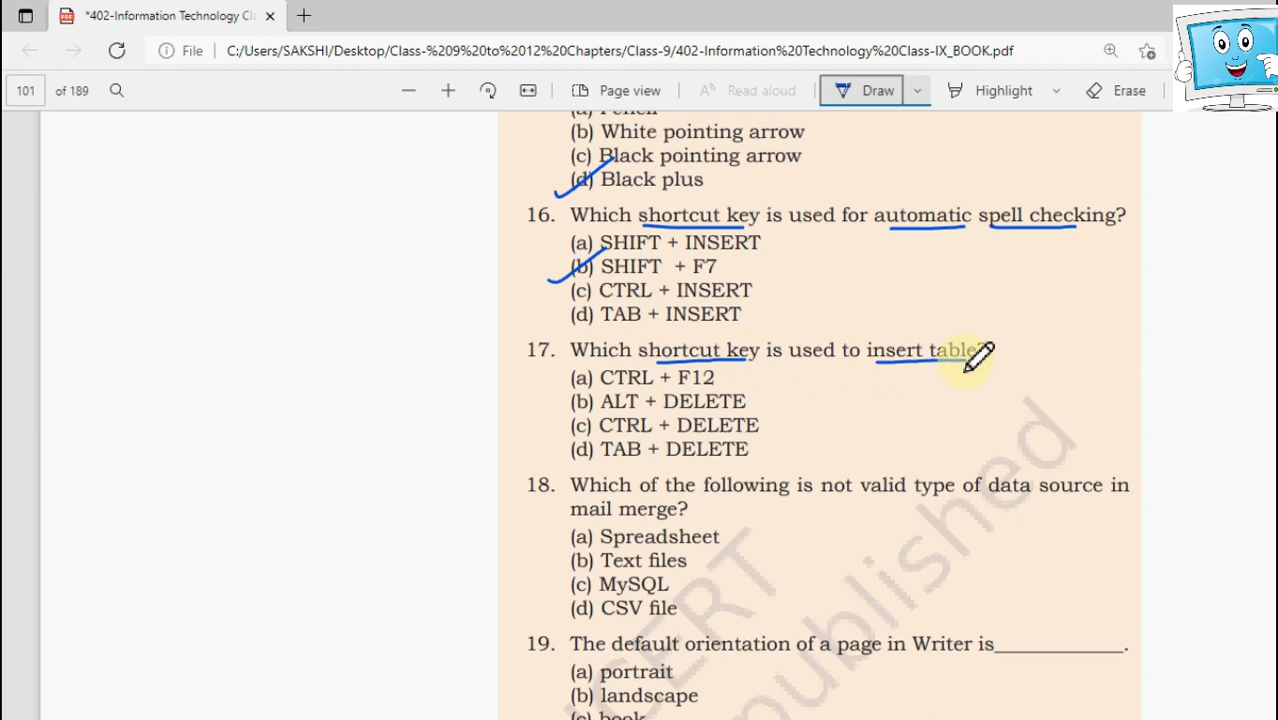 *402-Information Technology Cla
File C:/Users/SAKSHI/Desktop/Class-%209%20to%2012%20Chapters/Class-9/402-Information%20Technology%20Class-IX_BOOK.pdf
101 of 189 Page view Read aloud Draw Highlight Erase
(a) Pencil
(b) White pointing arrow
(c) Black pointing arrow
(d) Black plus
16. Which shortcut key is used for automatic spell checking?
(a) SHIFT + INSERT
(b) SHIFT + F7
(c) CTRL + INSERT
(d) TAB + INSERT
17. Which shortcut key is used to insert table?
(a) CTRL + F12
(b) ALT + DELETE
(c) CTRL + DELETE
(d) TAB + DELETE
18. Which of the following is not valid type of data source in
mail merge?
(a) Spreadsheet
(b) Text files
(c) MySQL
(d) CSV file
19. The default orientation of a page in Writer is____________.
(a) portrait
(b) landscape
(c) book
NCERT
published